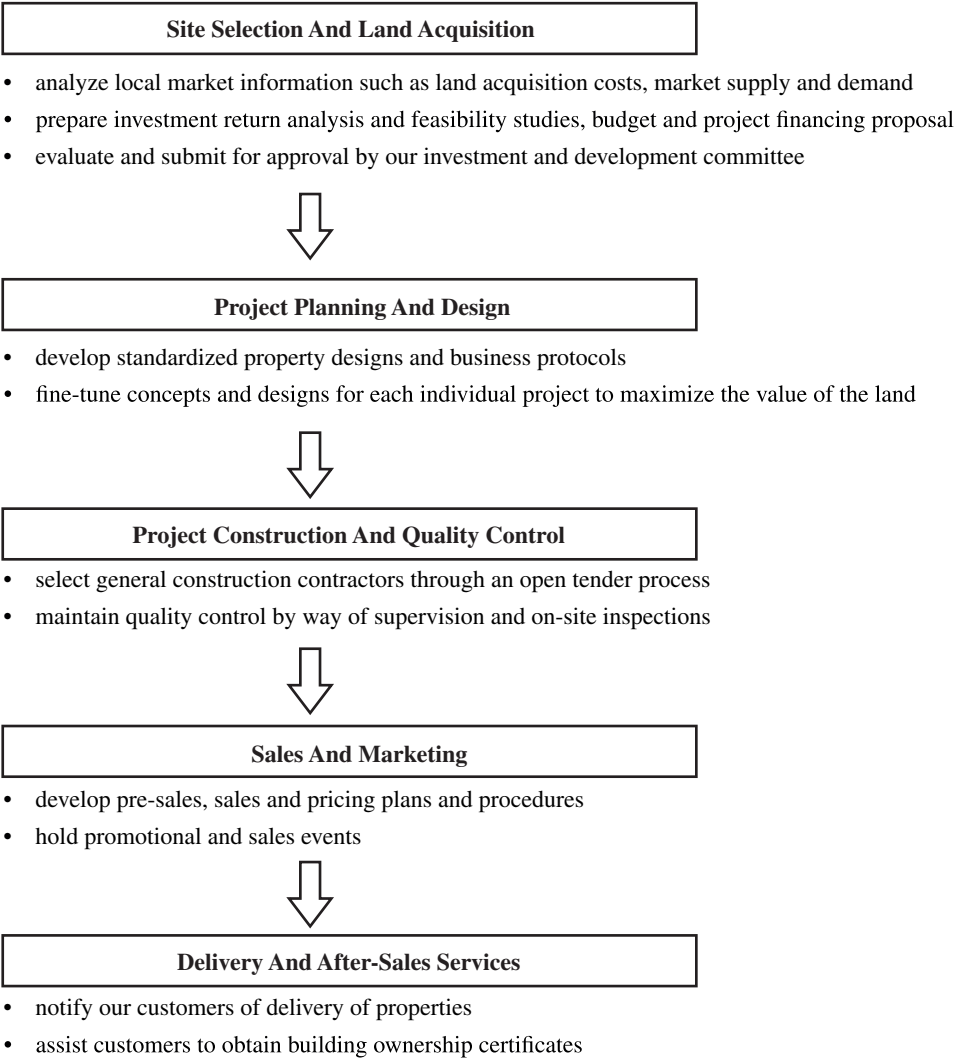 Site Selection And Land Acquisition
• analyze local market information such as land acquisition costs, market supply and demand
• prepare investment return analysis and feasibility studies, budget and project financing proposal
• evaluate and submit for approval by our investment and development committee
Project Planning And Design
• develop standardized property designs and business protocols
• fine-tune concepts and designs for each individual project to maximize the value of the land
Project Construction And Quality Control
• select general construction contractors through an open tender process
• maintain quality control by way of supervision and on-site inspections
Sales And Marketing
• develop pre-sales, sales and pricing plans and procedures
• hold promotional and sales events
Delivery And After-Sales Services
• notify our customers of delivery of properties
• assist customers to obtain building ownership certificates